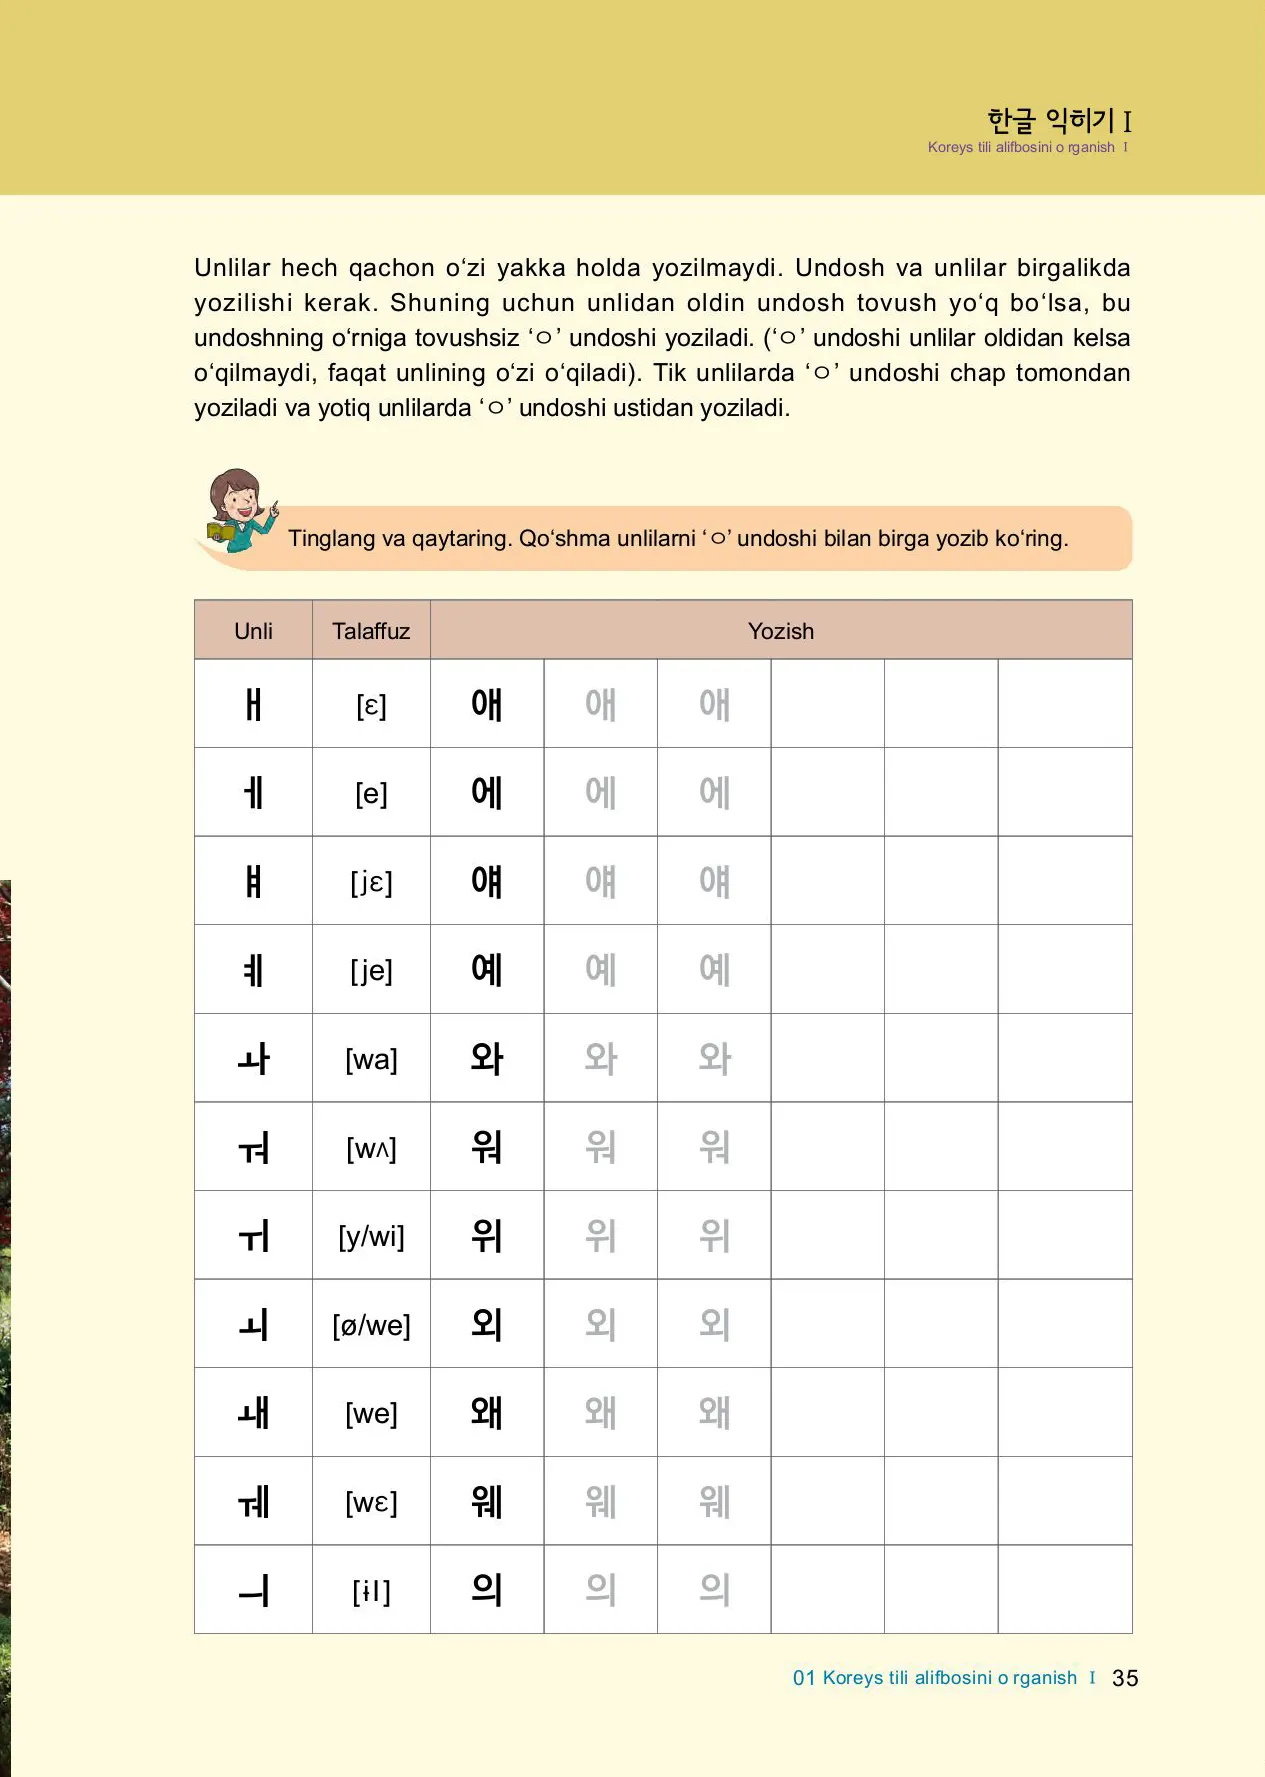 한글 익히기 I
Koreys tili alifbosini o rganish I
Unlilar hech qachon o‘zi yakka holda yozilmaydi. Undosh va unlilar birgalikda
yozilishi kerak. Shuning uchun unlidan oldin undosh tovush yo‘q bo‘lsa, bu
undoshning o‘rniga tovushsiz ‘ㅇ’ undoshi yoziladi. (‘ㅇ’ undoshi unlilar oldidan kelsa
o‘qilmaydi, faqat unlining o‘zi o‘qiladi). Tik unlilarda ‘ㅇ’ undoshi chap tomondan
yoziladi va yotiq unlilarda ‘ㅇ’ undoshi ustidan yoziladi.
Tinglang va qaytaring. Qo‘shma unlilarni ‘ㅇ’ undoshi bilan birga yozib ko‘ring.
Unli Talaffuz Yozish
ㅐ [ε] 애 애 애
ㅔ [e] 에 에 에
ㅒ [jε] 얘 얘 얘
ㅖ [je] 예 예 예
ㅘ [wa] 와 와 와
ㅝ [wʌ] 워 워 워
ㅟ [y/wi] 위 위 위
ㅚ [ø/we] 외 외 외
ㅙ [we] 왜 왜 왜
ㅞ [wε] 웨 웨 웨
ㅢ [ɨl] 의 의 의
01 Koreys tili alifbosini o rganish I 35